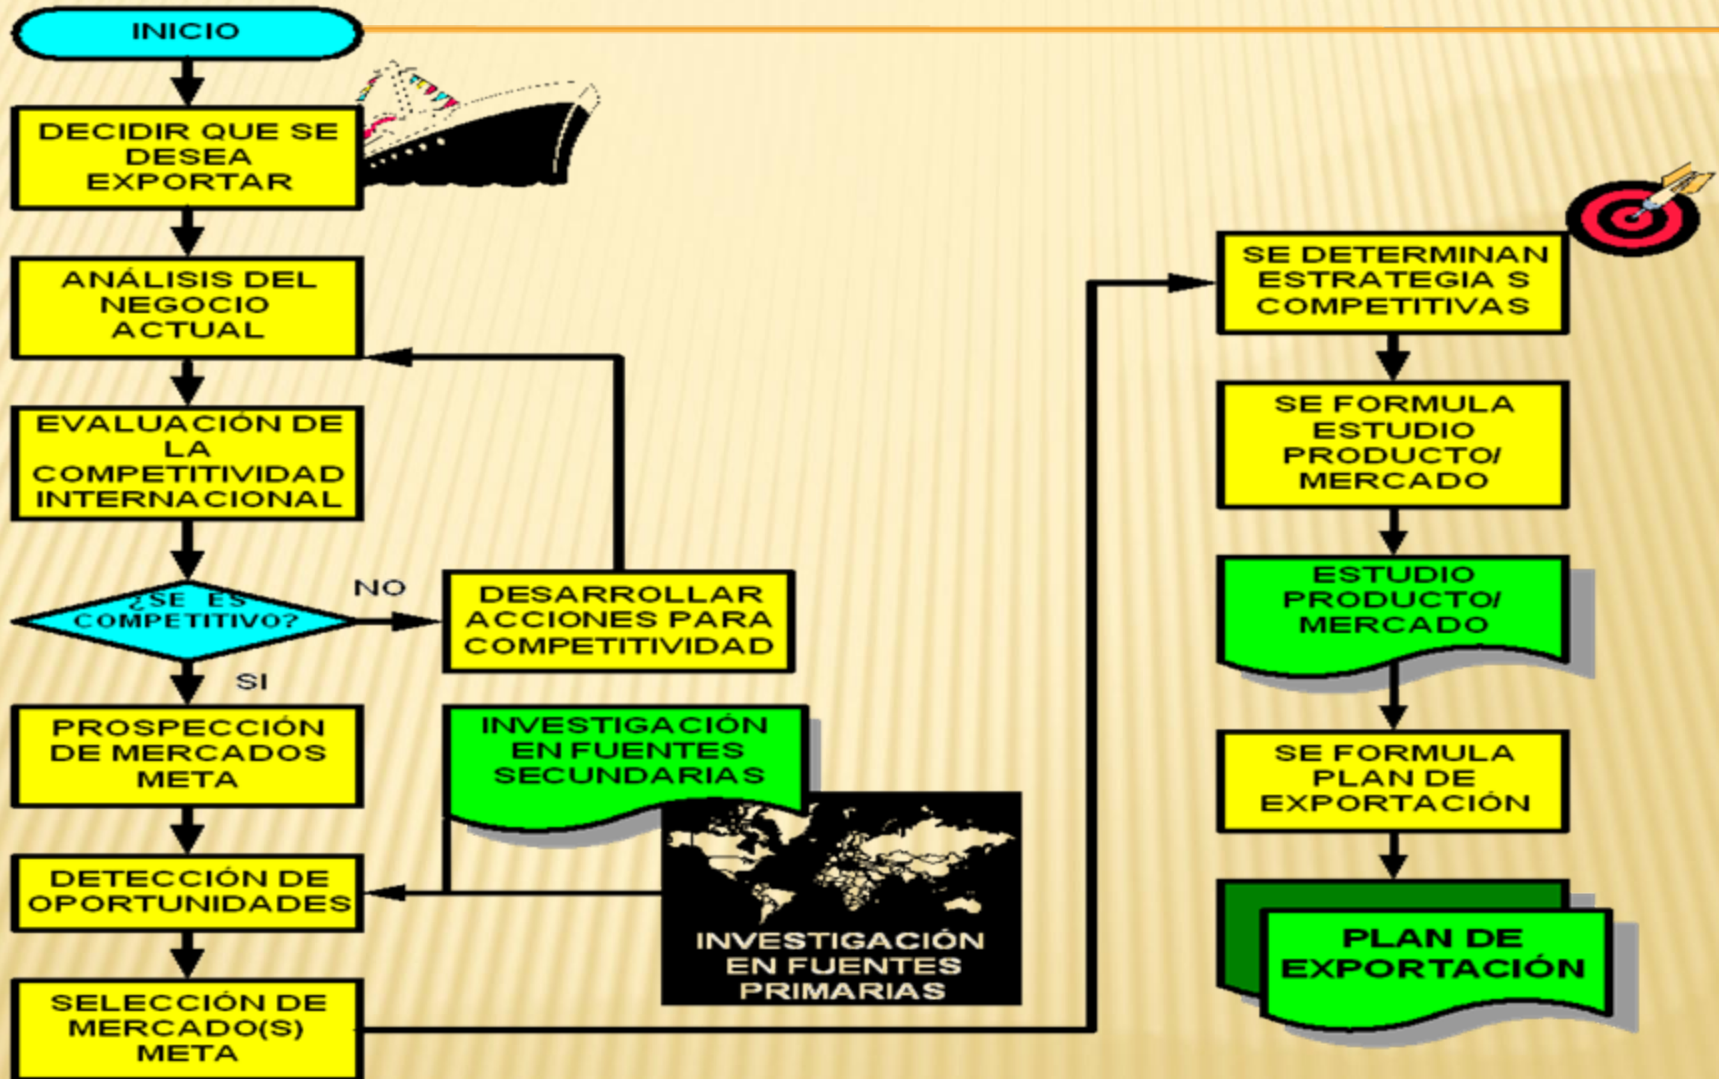 INICIO
DECIDIR QUE SE
DESEA
EXPORTAR
ANÁLISIS DEL
NEGOCIO
ACTUAL
EVALUACIÓN DE
LA
COMPETITIVIDAD
INTERNACIONAL
¿SE ES
COMPETITIVO?
NO
DESARROLLAR
ACCIONES PARA
COMPETITIVIDAD
SI
PROSPECCIÓN
DE MERCADOS
META
INVESTIGACIÓN
EN FUENTES
SECUNDARIAS
DETECCIÓN DE
OPORTUNIDADES
INVESTIGACIÓN
EN FUENTES
PRIMARIAS
SELECCIÓN DE
MERCADO(S)
META
SE DETERMINAN
ESTRATEGIA S
COMPETITIVAS
SE FORMULA
ESTUDIO
PRODUCTO/
MERCADO
ESTUDIO
PRODUCTO/
MERCADO
SE FORMULA
PLAN DE
EXPORTACIÓN
PLAN DE
EXPORTACIÓN